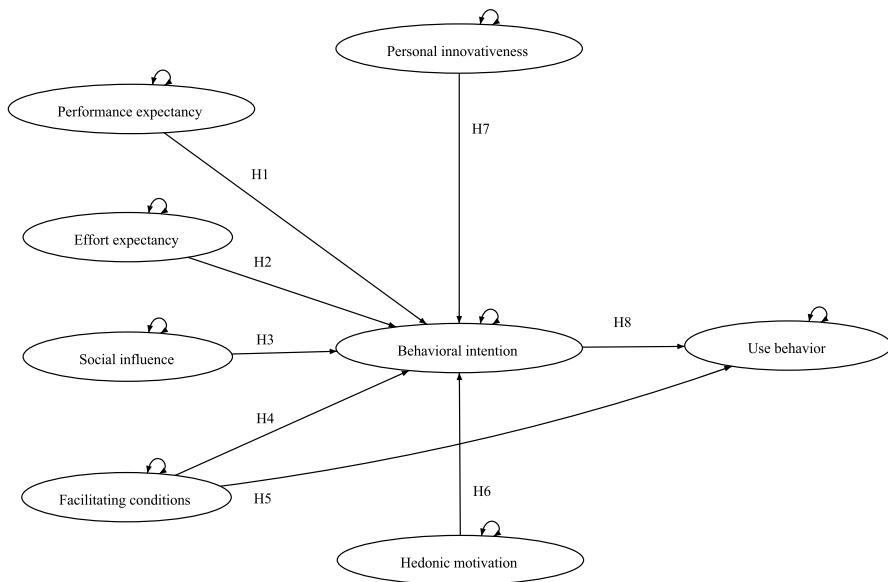 Personal innovativeness
Performance expectancy
H7
H1
Effort expectancy
H2
H8
H3
Behavioral intention
Use behavior
Social influence
H4
Facilitating conditions
H5
H6
Hedonic motivation